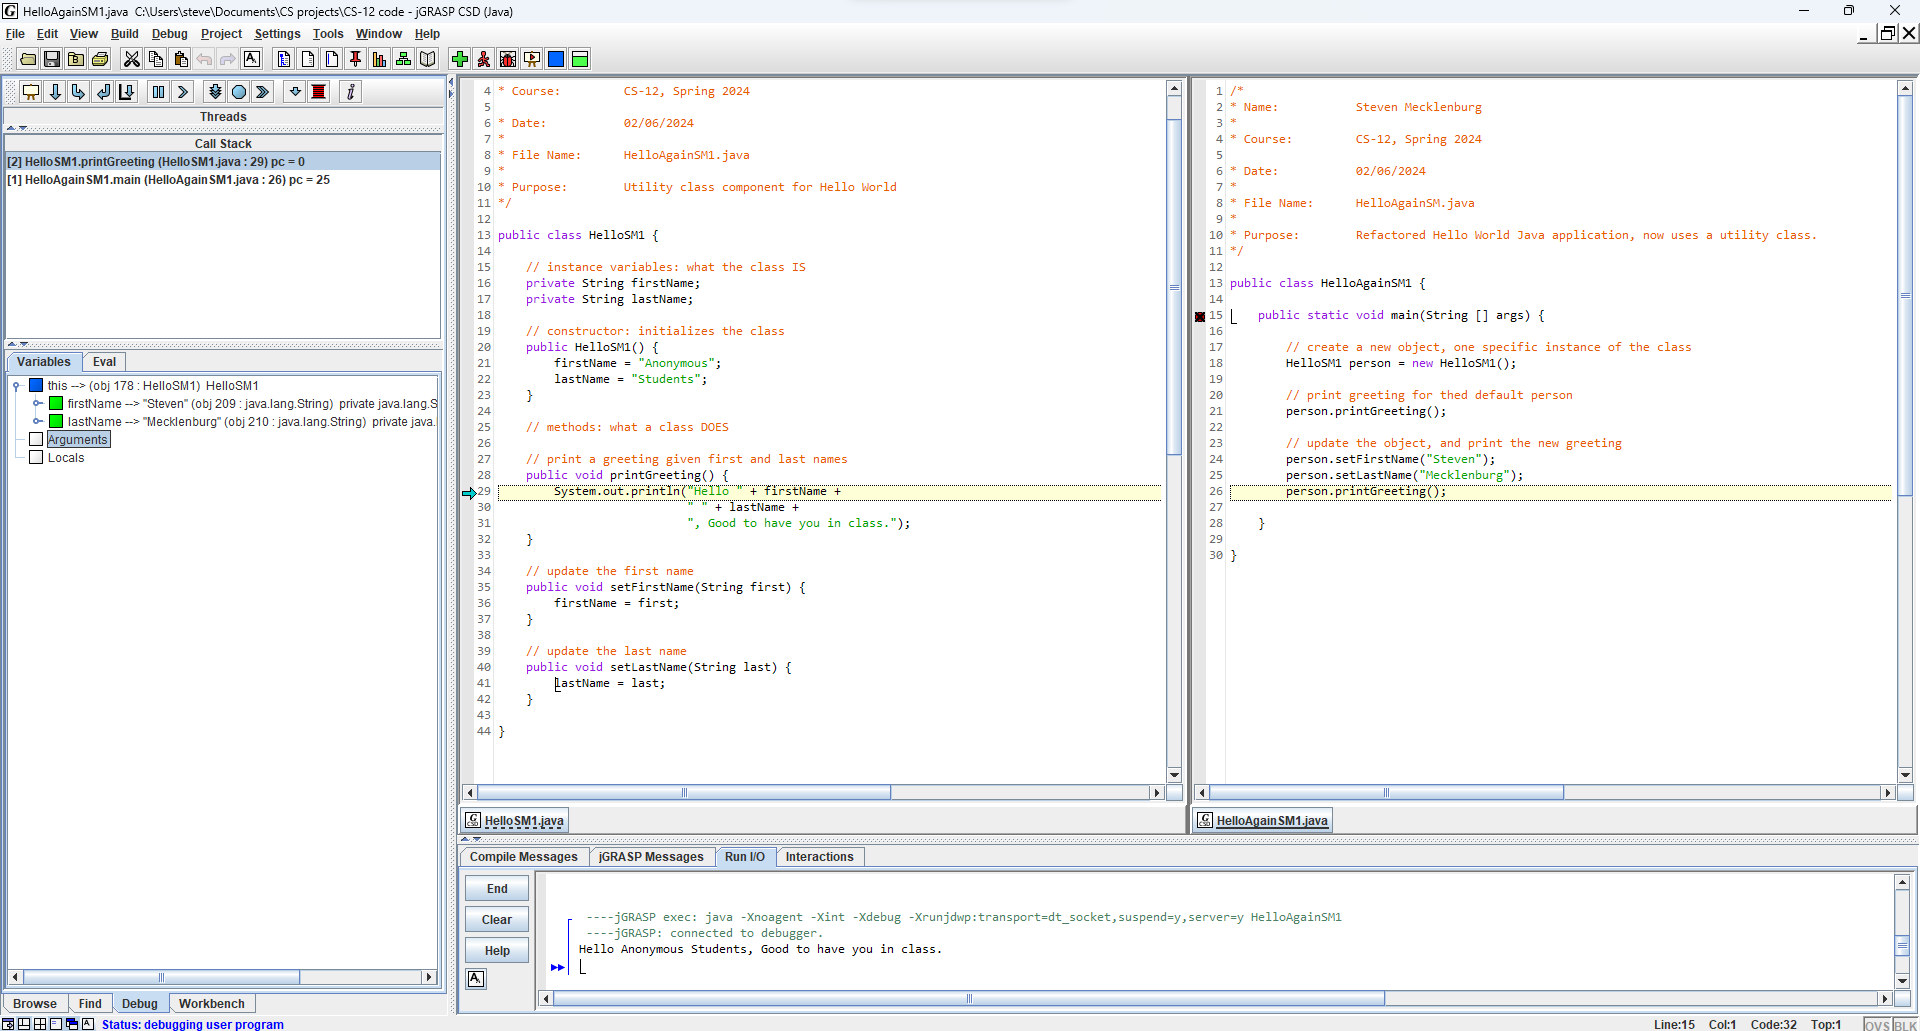 HelloAgainSM1.java  C:\Users\steve\Documents\CS projects\CS-12 code - jGRASP CSD (Java)
File Edit View Build Debug Project Settings Tools Window Help
Threads
Call Stack
[2] HelloSM1.printGreeting (HelloSM1.java : 29) pc = 0
[1] HelloAgainSM1.main (HelloAgainSM1.java : 26) pc = 25
Variables Eval
this --> (obj 178 : HelloSM1)  HelloSM1
firstName --> "Steven" (obj 209 : java.lang.String)  private java.lang.S
lastName --> "Mecklenburg" (obj 210 : java.lang.String)  private java.
Arguments
Locals
Browse Find Debug Workbench
4 * Course: CS-12, Spring 2024
5
6 * Date: 02/06/2024
7 *
8 * File Name: HelloAgainSM1.java
9 *
10 * Purpose: Utility class component for Hello World
11 */
12
13 public class HelloSM1 {
14
15 // instance variables: what the class IS
16 private String firstName;
17 private String lastName;
18
19 // constructor: initializes the class
20 public HelloSM1() {
21 firstName = "Anonymous";
22 lastName = "Students";
23 }
24
25 // methods: what a class DOES
26
27 // print a greeting given first and last names
28 public void printGreeting() {
29 System.out.println("Hello " + firstName +
30 " " + lastName +
31 ", Good to have you in class.");
32 }
33
34 // update the first name
35 public void setFirstName(String first) {
36 firstName = first;
37 }
38
39 // update the last name
40 public void setLastName(String last) {
41 lastName = last;
42 }
43
44 }
HelloSM1.java
1 /*
2 * Name: Steven Mecklenburg
3 *
4 * Course: CS-12, Spring 2024
5
6 * Date: 02/06/2024
7 *
8 * File Name: HelloAgainSM.java
9 *
10 * Purpose: Refactored Hello World Java application, now uses a utility class.
11 */
12
13 public class HelloAgainSM1 {
14
15 public static void main(String [] args) {
16
17 // create a new object, one specific instance of the class
18 HelloSM1 person = new HelloSM1();
19
20 // print greeting for thed default person
21 person.printGreeting();
22
23 // update the object, and print the new greeting
24 person.setFirstName("Steven");
25 person.setLastName("Mecklenburg");
26 person.printGreeting();
27
28 }
29
30 }
HelloAgainSM1.java
Compile Messages jGRASP Messages Run I/O Interactions
End
Clear
Help
----jGRASP exec: java -Xnoagent -Xint -Xdebug -Xrunjdwp:transport=dt_socket,suspend=y,server=y HelloAgainSM1
----jGRASP: connected to debugger.
Hello Anonymous Students, Good to have you in class.
Status: debugging user program
Line:15 Col:1 Code:32 Top:1 OVS BLK